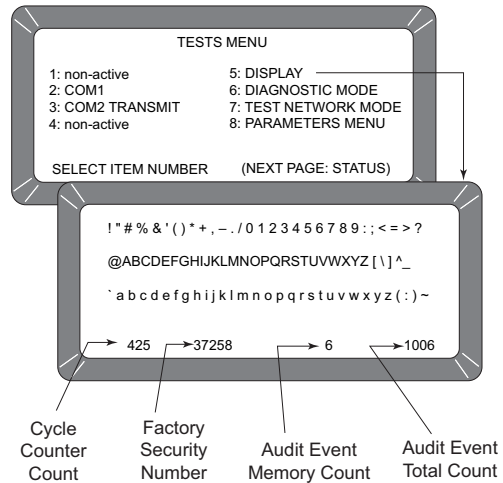 TESTS MENU
1: non-active 5: DISPLAY
2: COM1 6: DIAGNOSTIC MODE
3: COM2 TRANSMIT 7: TEST NETWORK MODE
4: non-active 8: PARAMETERS MENU
SELECT ITEM NUMBER (NEXT PAGE: STATUS)
! " # % & ' ( ) * + , – . / 0 1 2 3 4 5 6 7 8 9 : ; < = > ?
@ABCDEFGHIJKLMNOPQRSTUVWXYZ [ \ ] ^_
` a b c d e f g h i j k l m n o p q r s t u v w x y z ( : ) ~
425 37258 6 1006
Cycle Counter Count
Factory Security Number
Audit Event Memory Count
Audit Event Total Count